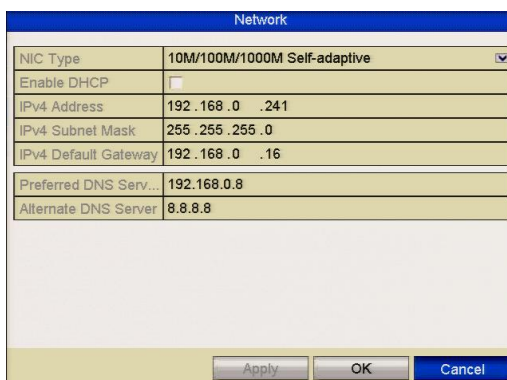 Network
NIC Type 10M/100M/1000M Self-adaptive
Enable DHCP
IPv4 Address 192 .168 .0 .241
IPv4 Subnet Mask 255 .255 .255 .0
IPv4 Default Gateway 192 .168 .0 .16
Preferred DNS Serv... 192.168.0.8
Alternate DNS Server 8.8.8.8
Apply OK Cancel